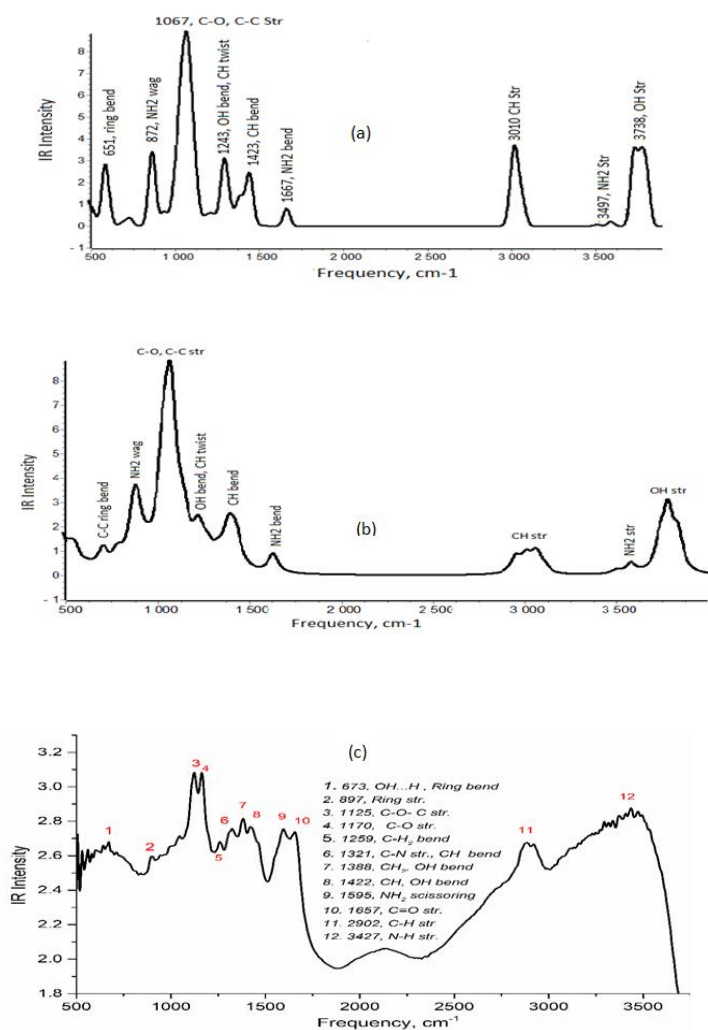 1067, C-O, C-C Str
651, ring bend
872, NH2 wag
1243, OH bend, CH twist
1423, CH bend
1667, NH2 bend
(a)
3010 CH Str
3497, NH2 Str
3738, OH Str
IR Intensity
8
7
6
5
4
3
2
1
0
- 1
500
1 000
1 500
2 000
2 500
3 000
3 500
Frequency, cm-1
C-O, C-C str
C-C ring bend
NH2 wag
OH bend, CH twist
CH bend
NH2 bend
(b)
CH str
NH2 str
OH str
IR Intensity
8
7
6
5
4
3
2
1
0
- 1
500
1 000
1 500
2 000
2 500
3 000
3 500
Frequency, cm-1
(c)
IR Intensity
3.2
3.0
2.8
2.6
2.4
2.2
2.0
1.8
1
2
3
4
5
6
7
8
9
10
11
12
1. 673, OH...H , Ring bend
2. 897, Ring str.
3. 1125, C-O- C str.
4. 1170, C-O str.
5. 1259, C-H₂ bend
6. 1321, C-N str., CH bend
7. 1388, CH₃, OH bend
8. 1422, CH, OH bend
9. 1595, NH₂ scissoring
10. 1657, C=O str.
11. 2902, C-H str
12. 3427, N-H str.
500
1000
1500
2000
2500
3000
3500
Frequency, cm⁻¹